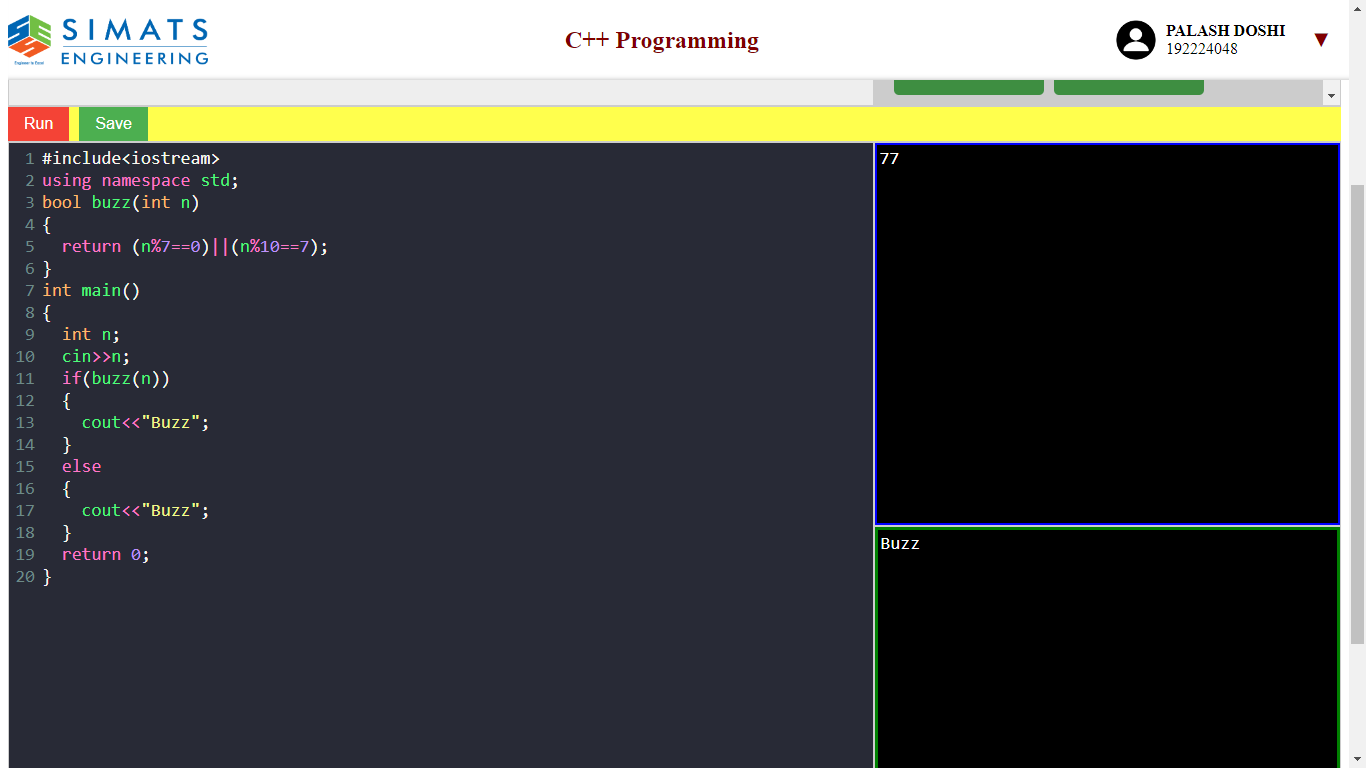 SIMATS
ENGINEERING
Engineer to Excel
C++ Programming
PALASH DOSHI
192224048
▼
Run
Save
1 #include<iostream>
2 using namespace std;
3 bool buzz(int n)
4 {
5   return (n%7==0)||(n%10==7);
6 }
7 int main()
8 {
9   int n;
10   cin>>n;
11   if(buzz(n))
12   {
13     cout<<"Buzz";
14   }
15   else
16   {
17     cout<<"Buzz";
18   }
19   return 0;
20 }
77
Buzz